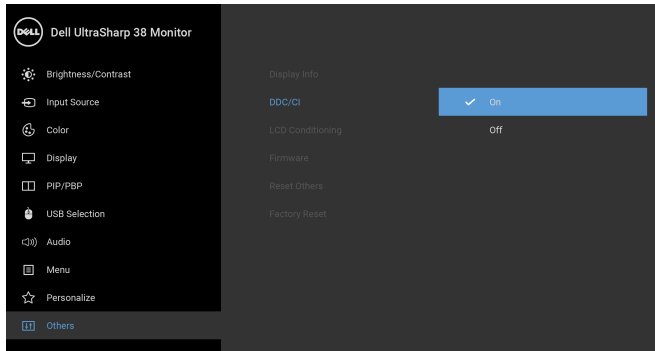 DELL Dell UltraSharp 38 Monitor
Brightness/Contrast
Input Source
Color
Display
PIP/PBP
USB Selection
Audio
Menu
Personalize
Others
Display Info
DDC/CI
LCD Conditioning
Firmware
Reset Others
Factory Reset
On
Off